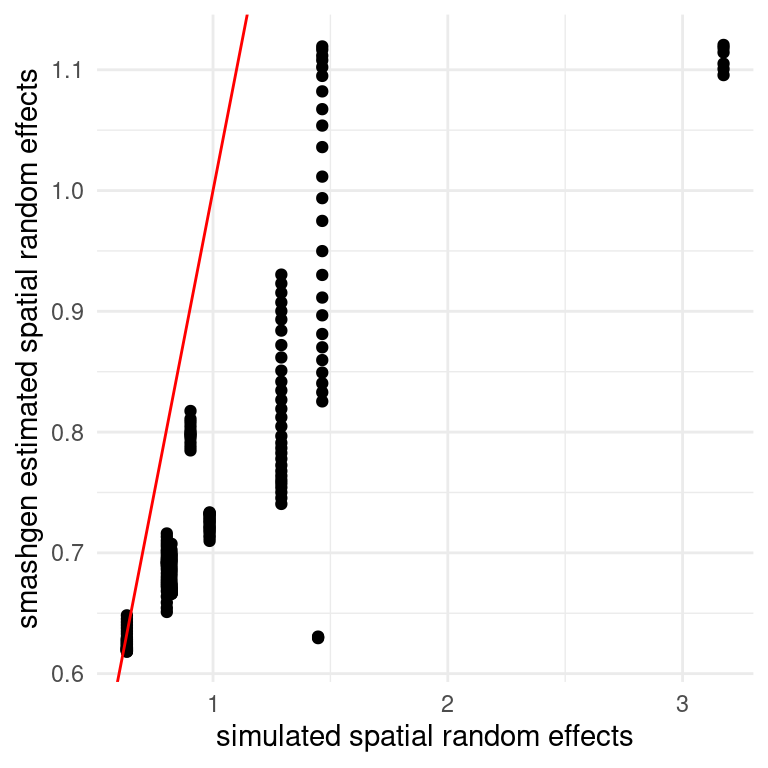 smashgen estimated spatial random effects
1.1
1.0
0.9
0.8
0.7
0.6
1 2 3
simulated spatial random effects